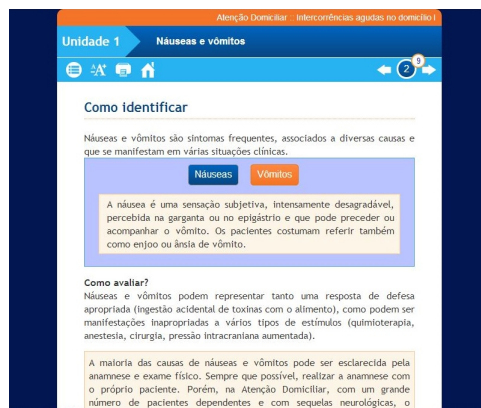 Atenção Domiciliar :: Intercorrências agudas no domicílio I
Unidade 1 Náuseas e vômitos
A A+
2 9
Como identificar
Náuseas e vômitos são sintomas frequentes, associados a diversas causas e
que se manifestam em várias situações clínicas.
Náuseas Vômitos
A náusea é uma sensação subjetiva, intensamente desagradável,
percebida na garganta ou no epigástrio e que pode preceder ou
acompanhar o vômito. Os pacientes costumam referir também
como enjoo ou ânsia de vômito.
Como avaliar?
Náuseas e vômitos podem representar tanto uma resposta de defesa
apropriada (ingestão acidental de toxinas com o alimento), como podem ser
manifestações inapropriadas a vários tipos de estímulos (quimioterapia,
anestesia, cirurgia, pressão intracraniana aumentada).
A maioria das causas de náuseas e vômitos pode ser esclarecida pela
anamnese e exame físico. Sempre que possível, realizar a anamnese com
o próprio paciente. Porém, na Atenção Domiciliar, com um grande
número de pacientes dependentes e com sequelas neurológicas, o